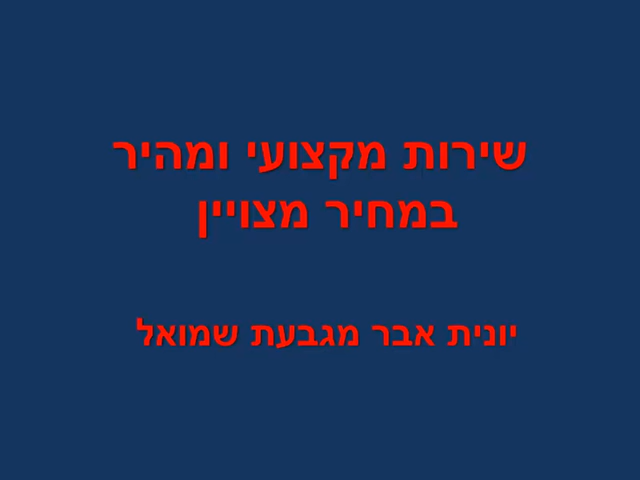 שירות מקצועי ומהיר
במחיר מצויין
יונית אבר מגבעת שמואל